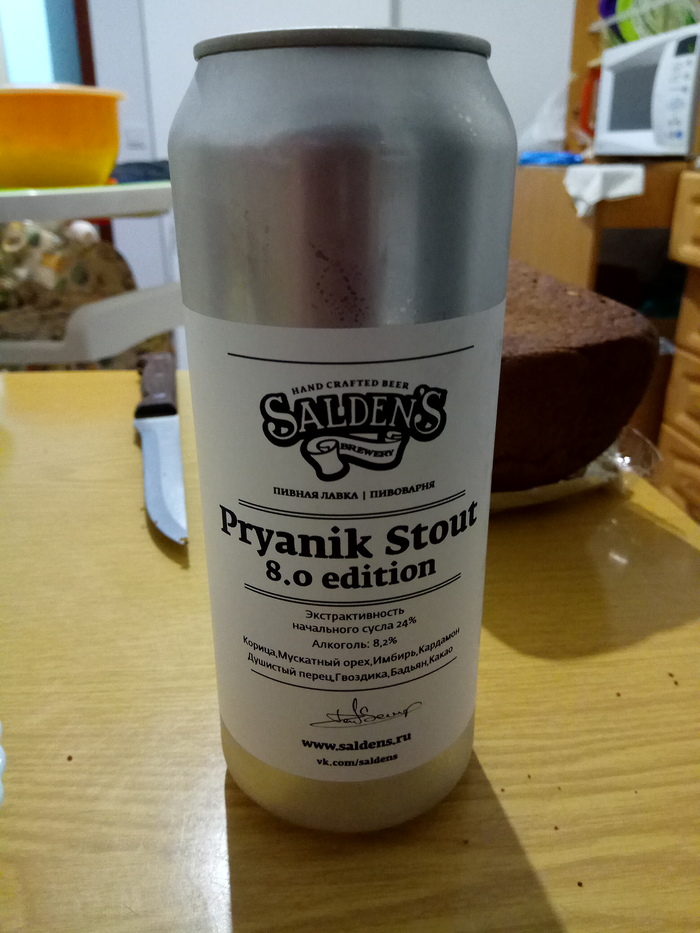 HAND CRAFTED BEER
SALDEN'S
BREWERY
ПИВНАЯ ЛАВКА | ПИВОВАРНЯ
Pryanik Stout
8.0 edition
Экстрактивность
начального сусла 24%
Алкоголь: 8,2%
Корица,Мускатный орех,Имбирь,Кардамон
Душистый перец,Гвоздика,Бадьян,Какао
www.saldens.ru
vk.com/saldens